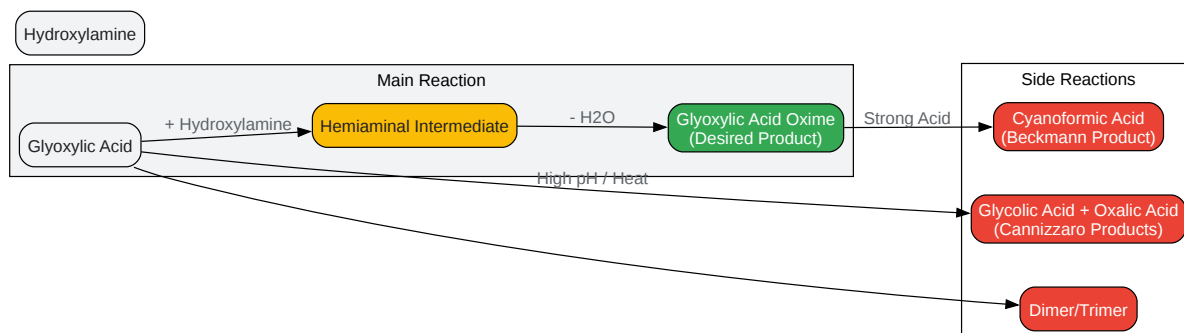 Hydroxylamine
Main Reaction
Side Reactions
Glyoxylic Acid
+ Hydroxylamine
Hemiaminal Intermediate
- H2O
Glyoxylic Acid Oxime
(Desired Product)
Strong Acid
Cyanoformic Acid
(Beckmann Product)
High pH / Heat
Glycolic Acid + Oxalic Acid
(Cannizzaro Products)
Dimer/Trimer